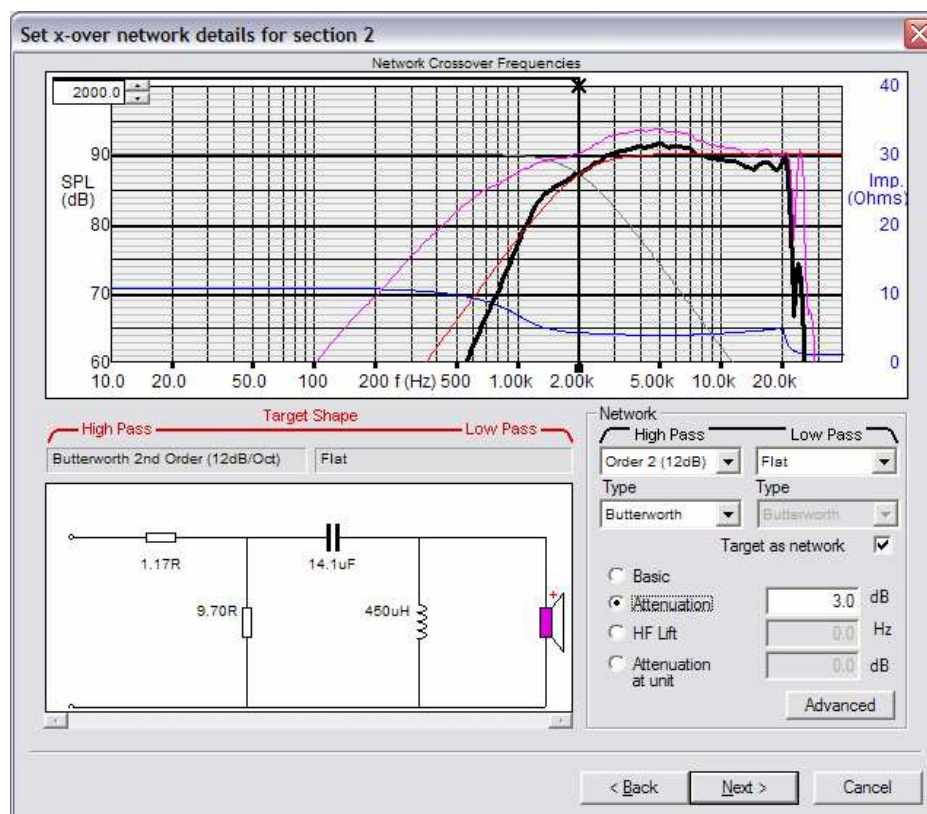 Set x-over network details for section 2
Network Crossover Frequencies
2000.0
40
90
30
SPL
(dB)
Imp.
(Ohms)
80
20
70
10
60
0
10.0 20.0 50.0 100 200 f (Hz) 500 1.00k 2.00k 5.00k 10.0k 20.0k
Target Shape
High Pass
Low Pass
Butterworth 2nd Order (12dB/Oct)
Flat
1.17R
14.1uF
9.70R
450uH
+
Network
High Pass
Low Pass
Order 2 (12dB)
Flat
Type
Type
Butterworth
Butterworth
Target as network
Basic
Attenuation
3.0
dB
HF Lift
0.0
Hz
Attenuation
at unit
0.0
dB
Advanced
< Back
Next >
Cancel